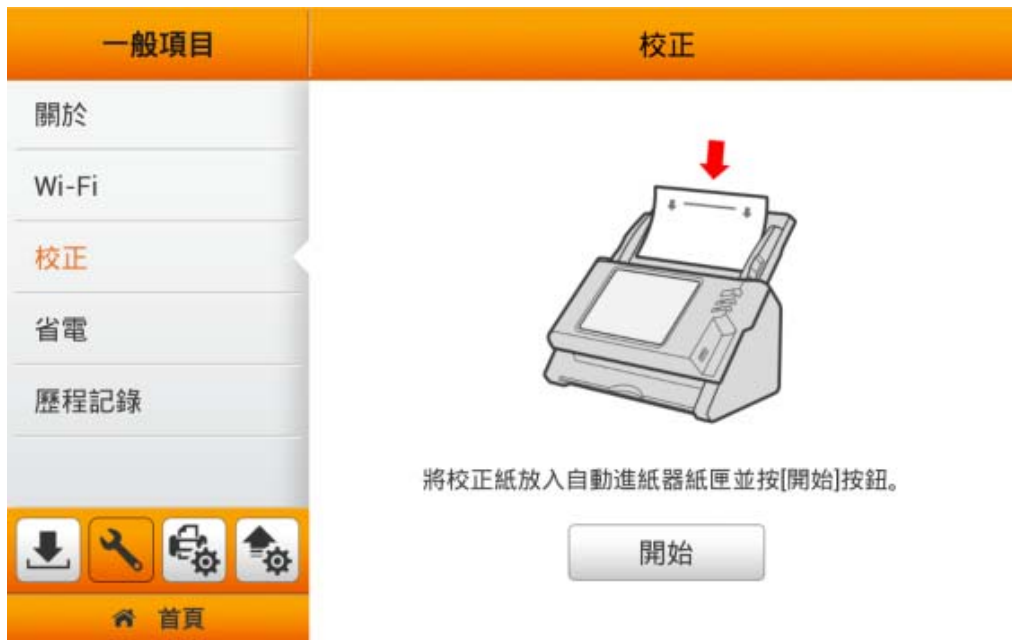 一般項目
校正
關於
Wi-Fi
校正
省電
歷程記錄
將校正紙放入自動進紙器紙匣並按[開始]按鈕。
開始
首頁